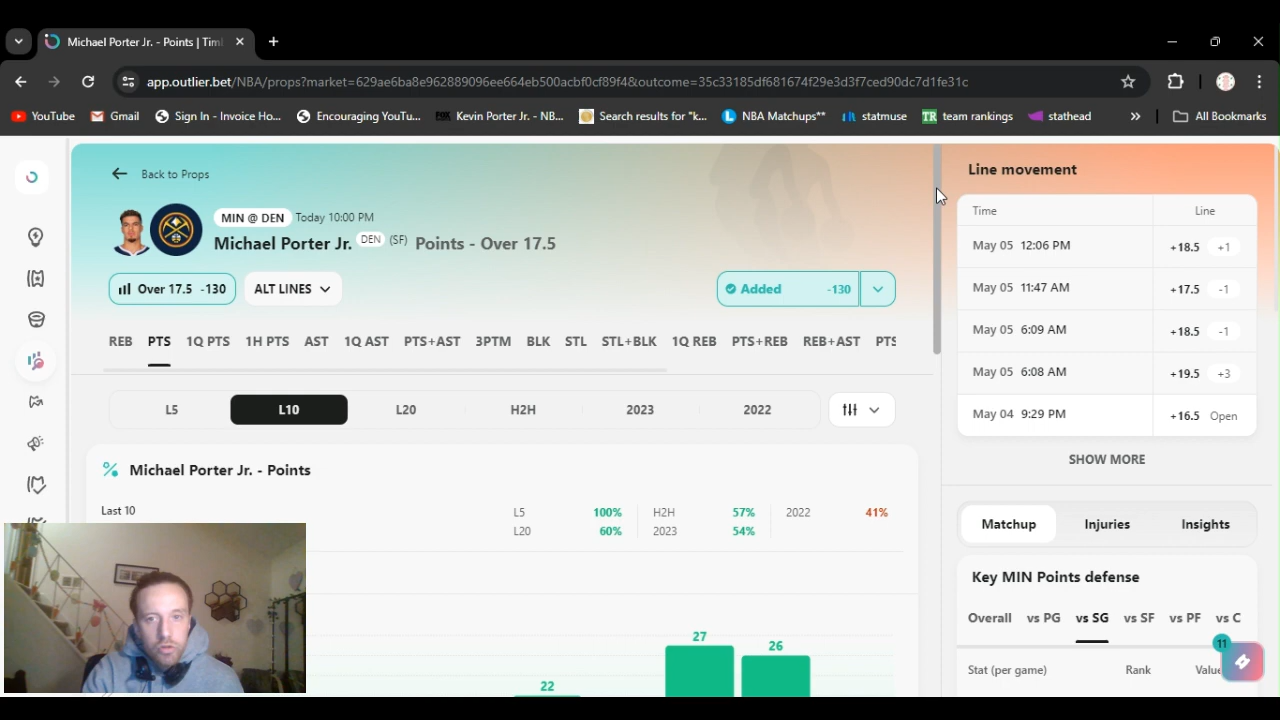 Michael Porter Jr. - Points | Tim
app.outlier.bet/NBA/props?market=629ae6ba8e962889096ee664eb500acbf0cf89f4&outcome=35c33185df681674f29e3d3f7ced90dc7d1fe31c
YouTube Gmail Sign In - Invoice Ho... Encouraging YouTu... Kevin Porter Jr. - NB... Search results for "k... NBA Matchups** statmuse team rankings stathead » All Bookmarks
Back to Props
MIN @ DEN Today 10:00 PM
Michael Porter Jr. DEN (SF) Points - Over 17.5
Over 17.5 -130 ALT LINES Added -130
REB PTS 1Q PTS 1H PTS AST 1Q AST PTS+AST 3PTM BLK STL STL+BLK 1Q REB PTS+REB REB+AST PTS
L5 L10 L20 H2H 2023 2022
Michael Porter Jr. - Points
Last 10
L5 100% H2H 57% 2022 41%
L20 60% 2023 54%
27
26
22
Line movement
Time Line
May 05 12:06 PM +18.5 +1
May 05 11:47 AM +17.5 -1
May 05 6:09 AM +18.5 -1
May 05 6:08 AM +19.5 +3
May 04 9:29 PM +16.5 Open
SHOW MORE
Matchup Injuries Insights
Key MIN Points defense
Overall vs PG vs SG vs SF vs PF vs C
11
Stat (per game) Rank Value